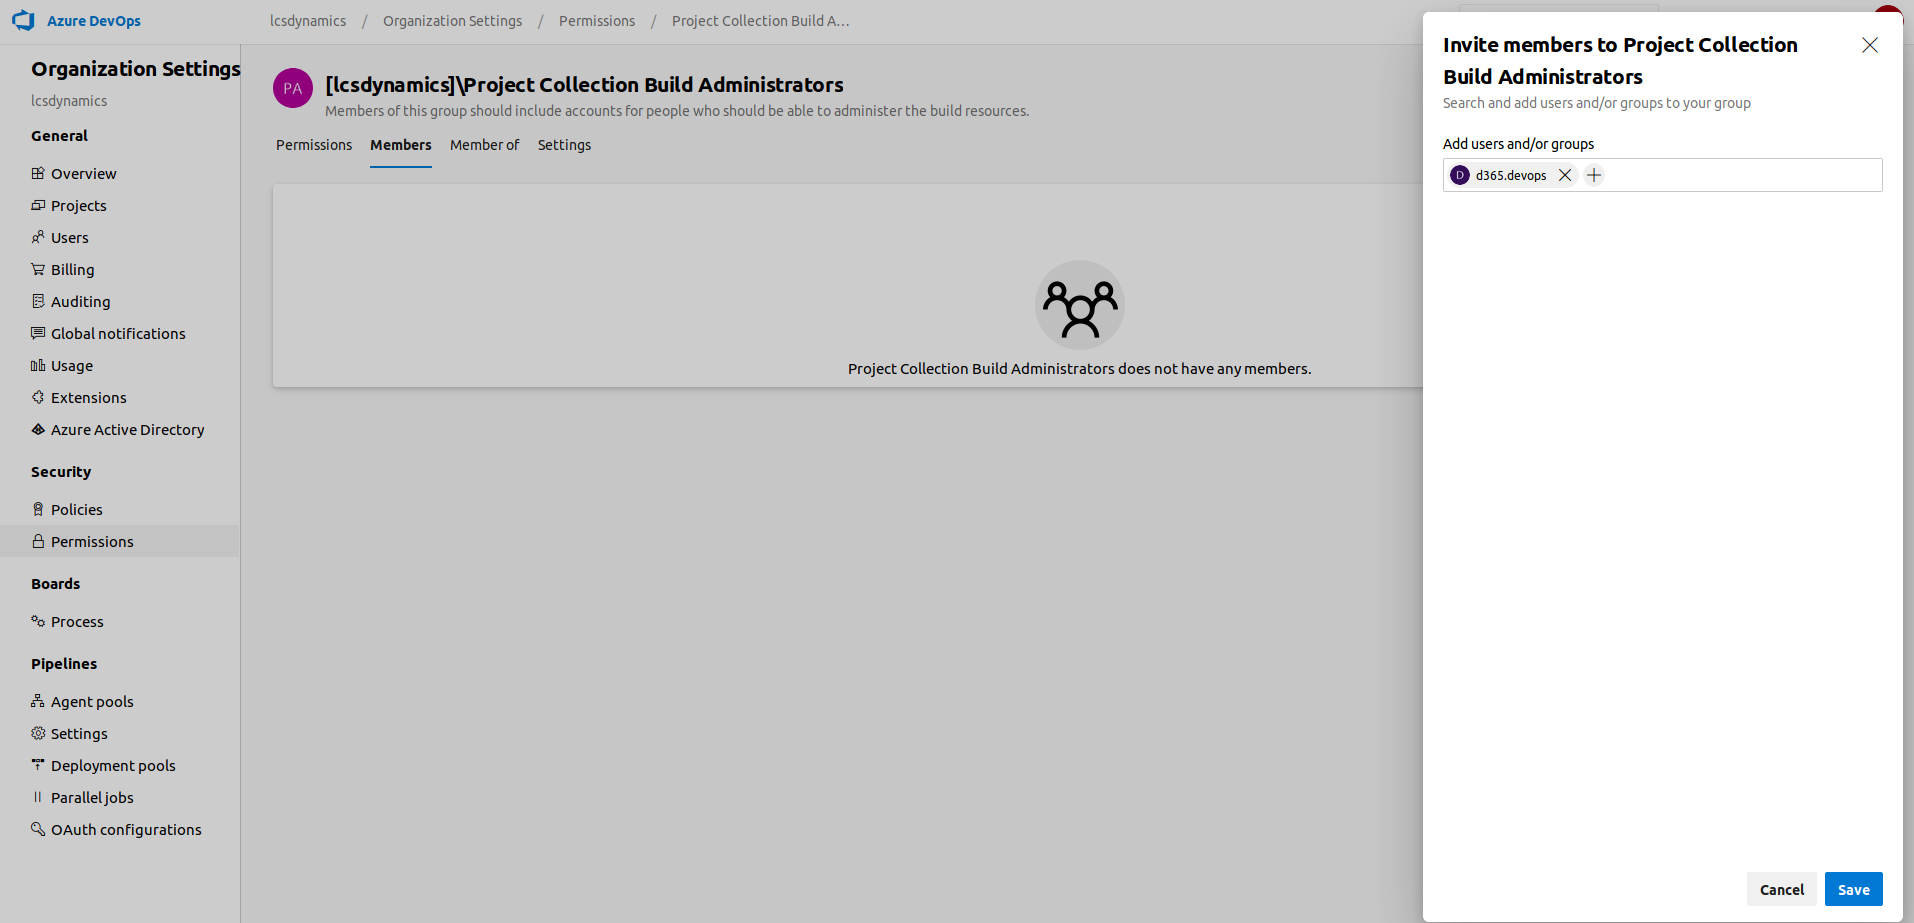 Azure DevOps
lcsdynamics / Organization Settings / Permissions / Project Collection Build A...
Organization Settings
lcsdynamics
General
Overview
Projects
Users
Billing
Auditing
Global notifications
Usage
Extensions
Azure Active Directory
Security
Policies
Permissions
Boards
Process
Pipelines
Agent pools
Settings
Deployment pools
Parallel jobs
OAuth configurations
PA
[lcsdynamics]\Project Collection Build Administrators
Members of this group should include accounts for people who should be able to administer the build resources.
Permissions Members Member of Settings
Project Collection Build Administrators does not have any members.
Invite members to Project Collection
Build Administrators
Search and add users and/or groups to your group
Add users and/or groups
D d365.devops
Cancel Save